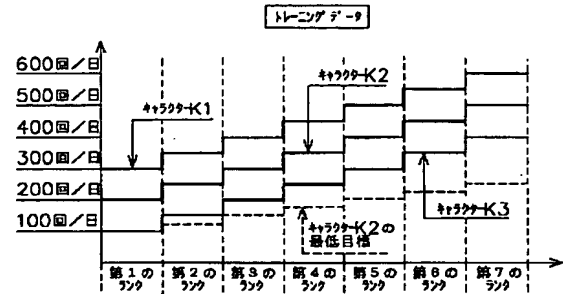 トレーニングデータ
600回/日
500回/日
400回/日
300回/日
200回/日
100回/日
キャラクターK1
キャラクターK2
キャラクターK3
キャラクターK2の
最低目標
第1の
ランク
第2の
ランク
第3の
ランク
第4の
ランク
第5の
ランク
第6の
ランク
第7の
ランク